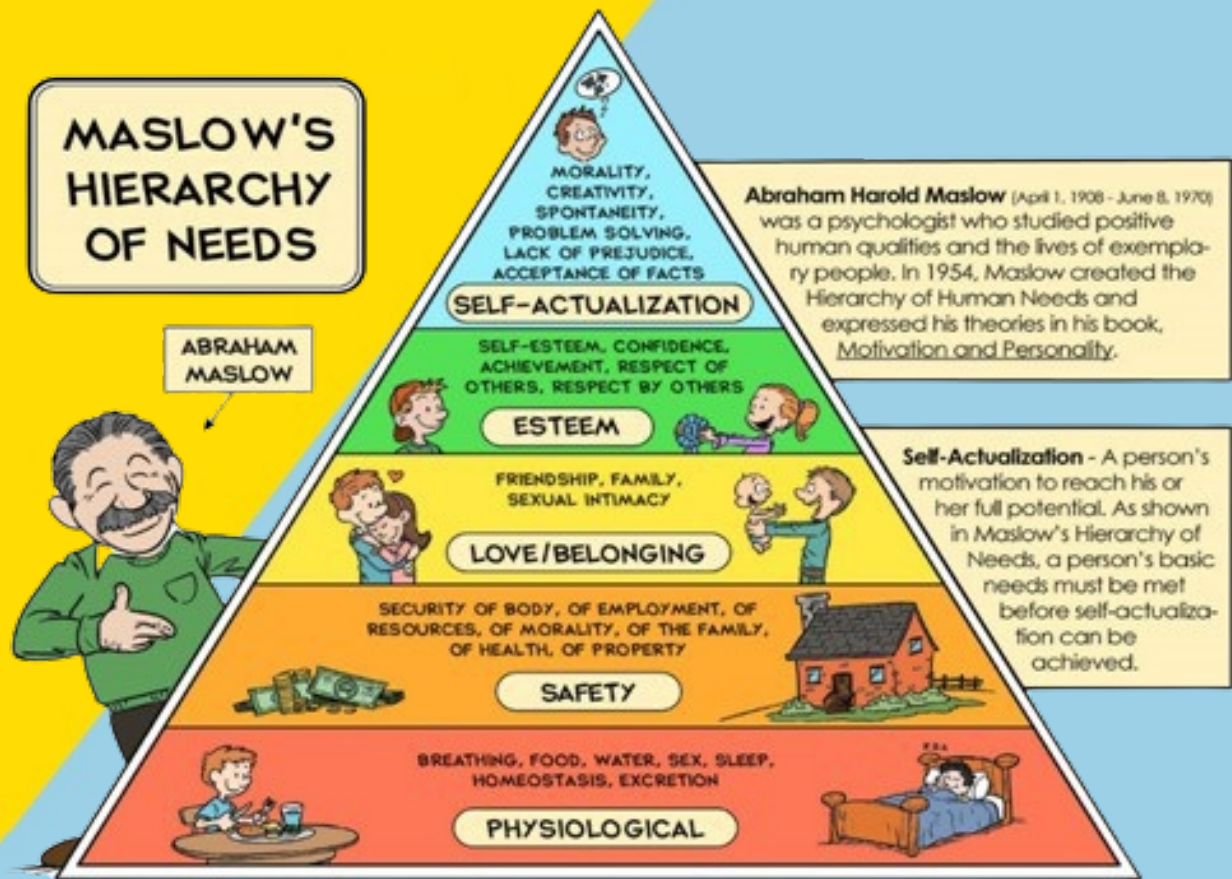 MASLOW'S
HIERARCHY
OF NEEDS
ABRAHAM
MASLOW
MORALITY,
CREATIVITY,
SPONTANEITY,
PROBLEM SOLVING,
LACK OF PREJUDICE,
ACCEPTANCE OF FACTS
SELF-ACTUALIZATION
SELF-ESTEEM, CONFIDENCE,
ACHIEVEMENT, RESPECT OF
OTHERS, RESPECT BY OTHERS
ESTEEM
FRIENDSHIP, FAMILY,
SEXUAL INTIMACY
LOVE/BELONGING
SECURITY OF BODY, OF EMPLOYMENT, OF
RESOURCES, OF MORALITY, OF THE FAMILY,
OF HEALTH, OF PROPERTY
SAFETY
BREATHING, FOOD, WATER, SEX, SLEEP,
HOMEOSTASIS, EXCRETION
PHYSIOLOGICAL
Abraham Harold Maslow (April 1, 1908 - June 8, 1970)
was a psychologist who studied positive
human qualities and the lives of exempla-
ry people. In 1954, Maslow created the
Hierarchy of Human Needs and
expressed his theories in his book,
Motivation and Personality.
Self-Actualization - A person's
motivation to reach his or
her full potential. As shown
in Maslow's Hierarchy of
Needs, a person's basic
needs must be met
before self-actualiza-
tion can be
achieved.